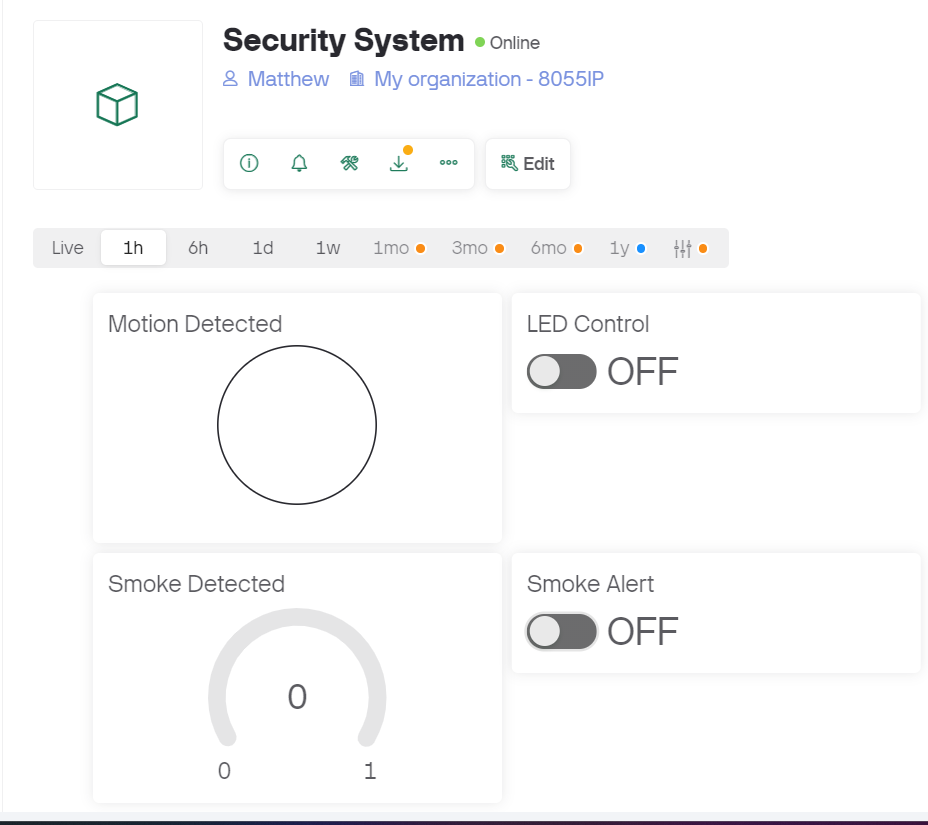 Security System Online
Matthew My organization - 8055IP
Edit
Live 1h 6h 1d 1w 1mo 3mo 6mo 1y
Motion Detected
LED Control
OFF
Smoke Detected
0
0 1
Smoke Alert
OFF